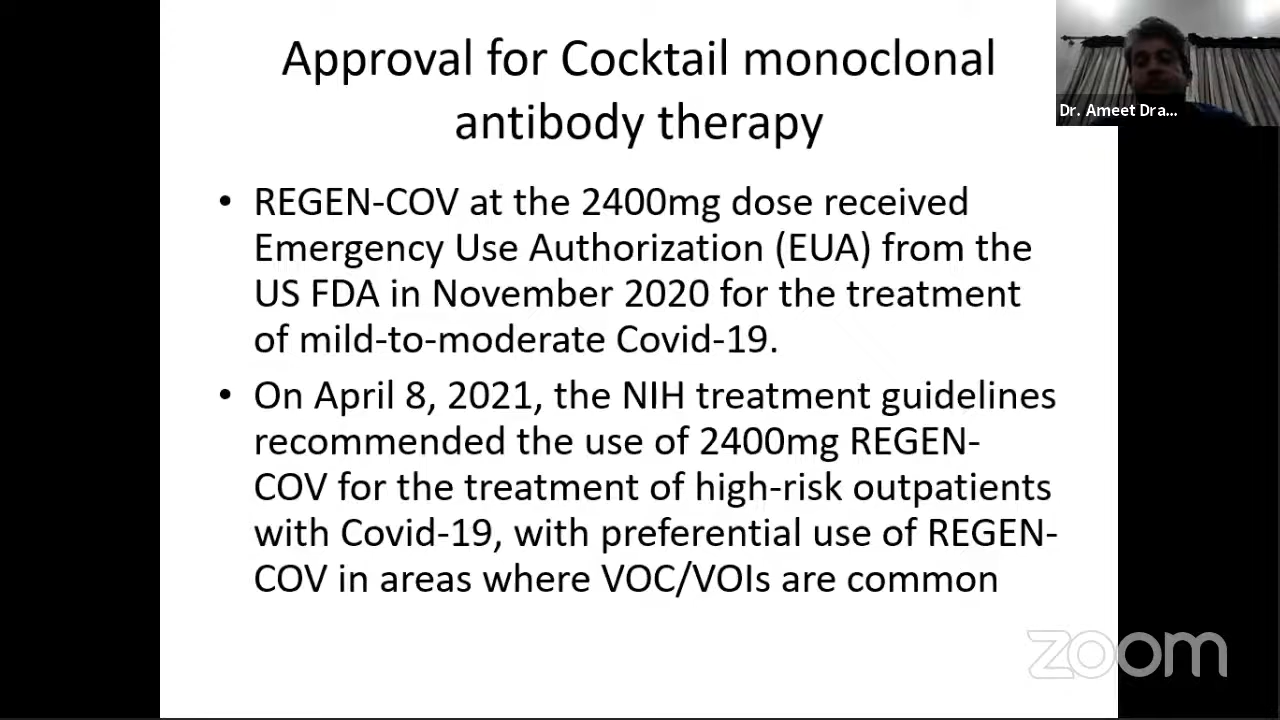 Approval for Cocktail monoclonal
antibody therapy
Dr. Ameet Dra...
• REGEN-COV at the 2400mg dose received
Emergency Use Authorization (EUA) from the
US FDA in November 2020 for the treatment
of mild-to-moderate Covid-19.
• On April 8, 2021, the NIH treatment guidelines
recommended the use of 2400mg REGEN-
COV for the treatment of high-risk outpatients
with Covid-19, with preferential use of REGEN-
COV in areas where VOC/VOIs are common
zoom